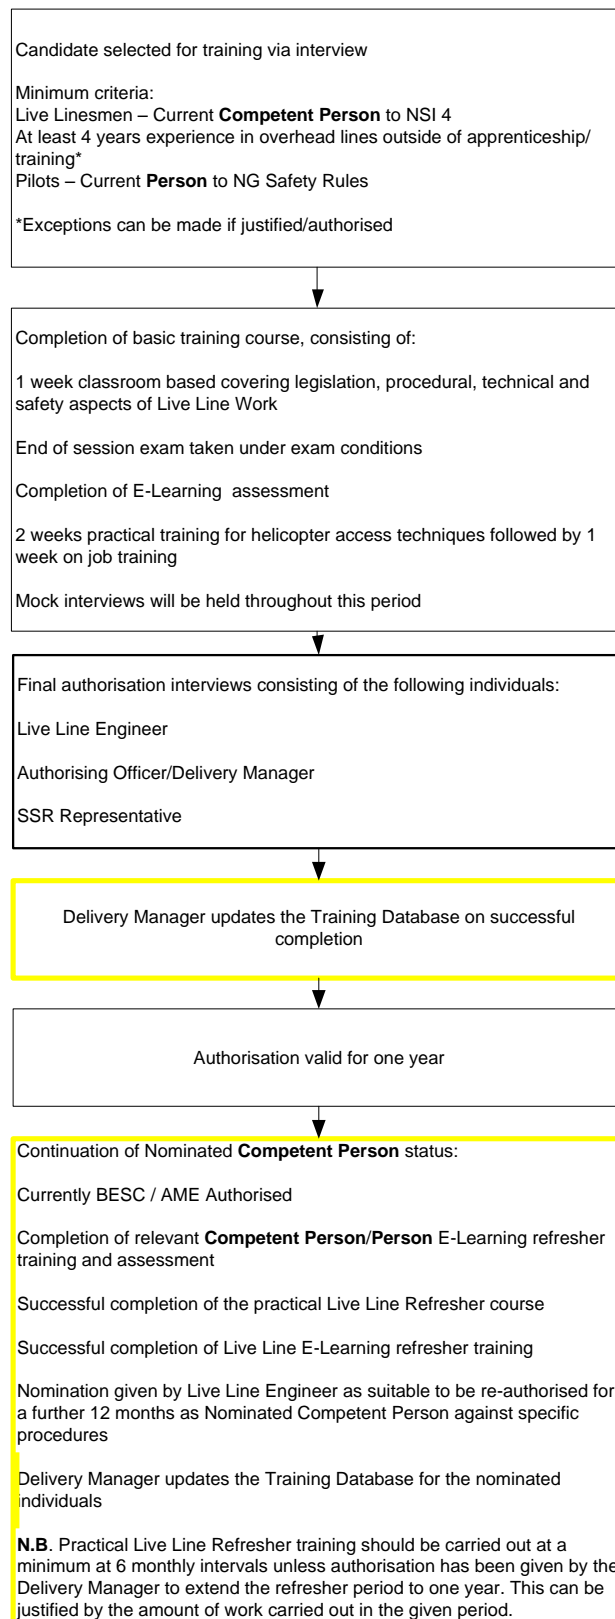 Candidate selected for training via interview
Minimum criteria:
Live Linesmen – Current Competent Person to NSI 4
At least 4 years experience in overhead lines outside of apprenticeship/
training*
Pilots – Current Person to NG Safety Rules
*Exceptions can be made if justified/authorised
Completion of basic training course, consisting of:
1 week classroom based covering legislation, procedural, technical and
safety aspects of Live Line Work
End of session exam taken under exam conditions
Completion of E-Learning assessment
2 weeks practical training for helicopter access techniques followed by 1
week on job training
Mock interviews will be held throughout this period
Final authorisation interviews consisting of the following individuals:
Live Line Engineer
Authorising Officer/Delivery Manager
SSR Representative
Delivery Manager updates the Training Database on successful
completion
Authorisation valid for one year
Continuation of Nominated Competent Person status:
Currently BESC / AME Authorised
Completion of relevant Competent Person/Person E-Learning refresher
training and assessment
Successful completion of the practical Live Line Refresher course
Successful completion of Live Line E-Learning refresher training
Nomination given by Live Line Engineer as suitable to be re-authorised for
a further 12 months as Nominated Competent Person against specific
procedures
Delivery Manager updates the Training Database for the nominated
individuals
N.B. Practical Live Line Refresher training should be carried out at a
minimum at 6 monthly intervals unless authorisation has been given by the
Delivery Manager to extend the refresher period to one year. This can be
justified by the amount of work carried out in the given period.